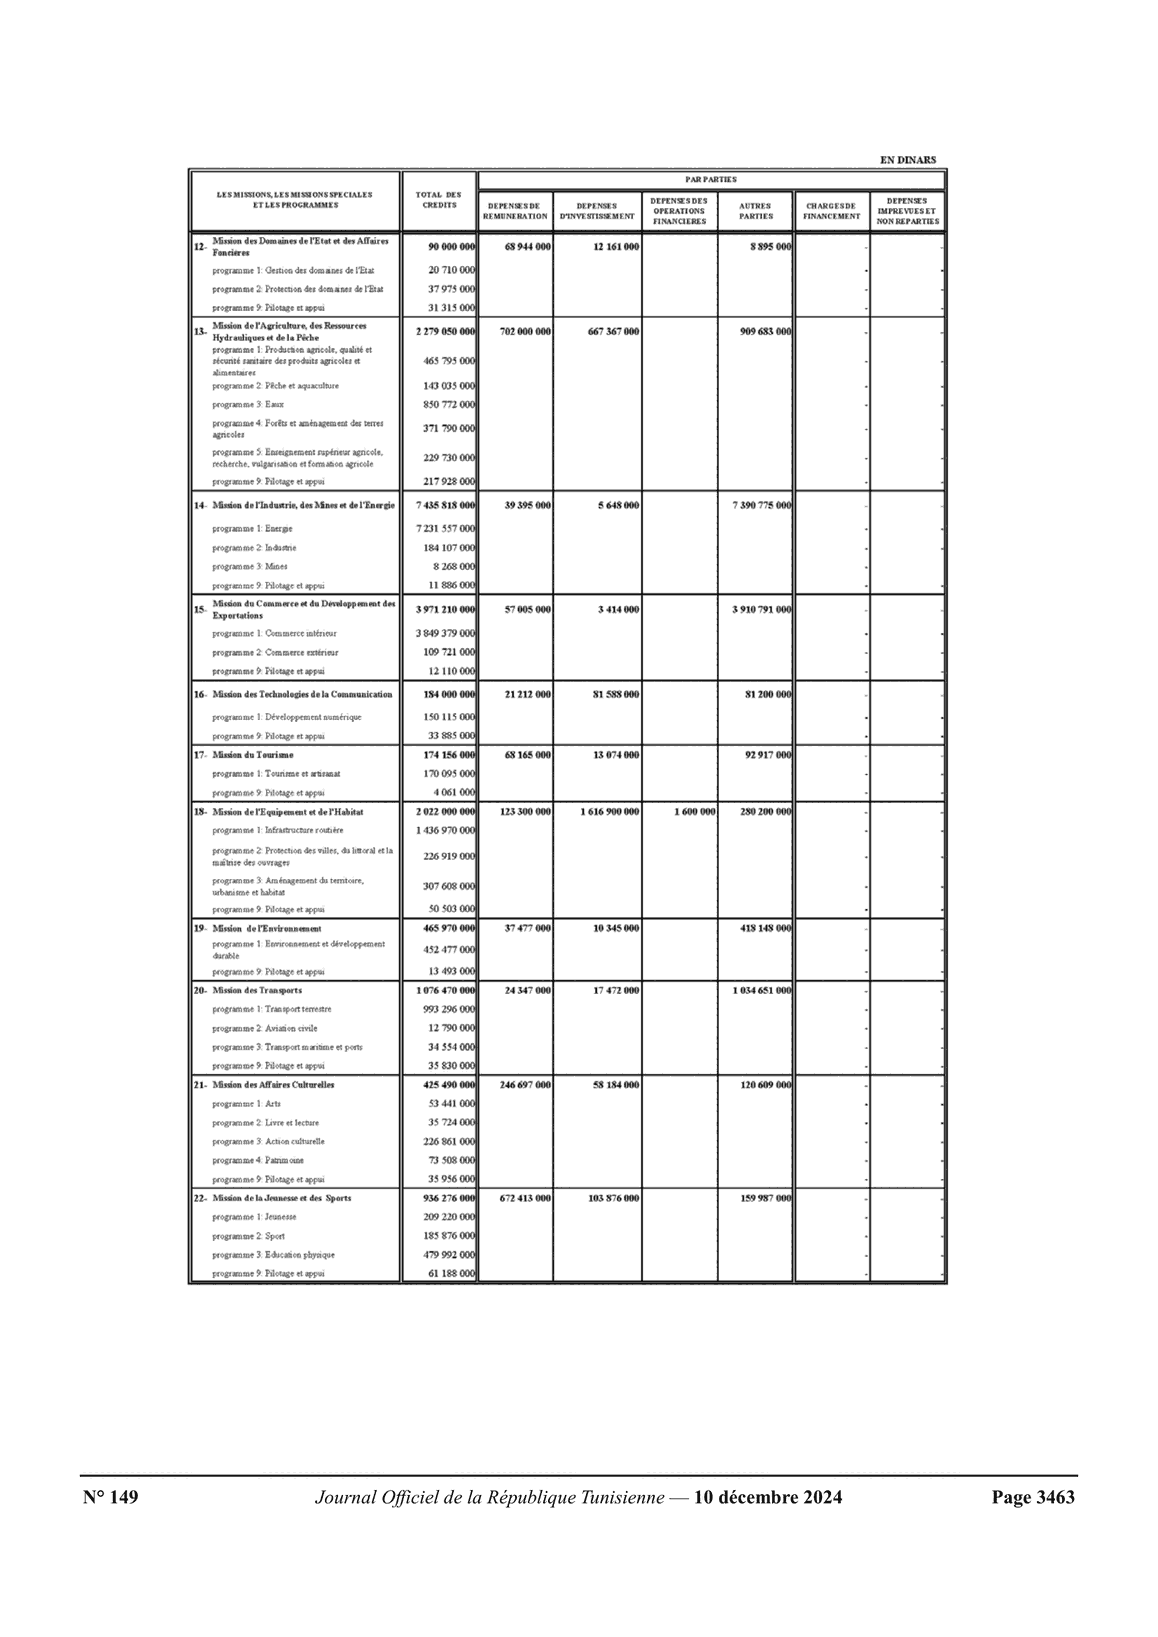 EN DINARS
LES MISSIONS, LES MISSIONS SPECIALES ET LES PROGRAMMES | TOTAL DES CREDITS | PAR PARTIES
DEPENSES DE REMUNERATION | DEPENSES D'INVESTISSEMENT | DEPENSES DES OPERATIONS FINANCIERES | AUTRES PARTIES | CHARGES DE FINANCEMENT | DEPENSES IMPREVUES ET NON REPARTIES
12- Mission des Domaines de l'Etat et des Affaires Foncières 90 000 000 68 944 000 12 161 000 8 895 000 - -
programme 1: Gestion des domaines de l'Etat 20 710 000 - -
programme 2: Protection des domaines de l'Etat 37 975 000 - -
programme 9: Pilotage et appui 31 315 000 - -
13- Mission de l'Agriculture, des Ressources Hydrauliques et de la Pêche 2 279 050 000 702 000 000 667 367 000 909 683 000 - -
programme 1: Production agricole, qualité et sécurité sanitaire des produits agricoles et alimentaires 465 795 000 - -
programme 2: Pêche et aquaculture 143 035 000 - -
programme 3: Eaux 850 772 000 - -
programme 4: Forêts et aménagement des terres agricoles 371 790 000 - -
programme 5: Enseignement supérieur agricole, recherche, vulgarisation et formation agricole 229 730 000 - -
programme 9: Pilotage et appui 217 928 000 - -
14- Mission de l'Industrie, des Mines et de l'Energie 7 435 818 000 39 395 000 5 648 000 7 390 775 000 - -
programme 1: Energie 7 231 557 000 - -
programme 2: Industrie 184 107 000 - -
programme 3: Mines 8 268 000 - -
programme 9: Pilotage et appui 11 886 000 - -
15- Mission du Commerce et du Développement des Exportations 3 971 210 000 57 005 000 3 414 000 3 910 791 000 - -
programme 1: Commerce intérieur 3 849 379 000 - -
programme 2: Commerce extérieur 109 721 000 - -
programme 9: Pilotage et appui 12 110 000 - -
16- Mission des Technologies de la Communication 184 000 000 21 212 000 81 588 000 81 200 000 - -
programme 1: Développement numérique 150 115 000 - -
programme 9: Pilotage et appui 33 885 000 - -
17- Mission du Tourisme 174 156 000 68 165 000 13 074 000 92 917 000 - -
programme 1: Tourisme et artisanat 170 095 000 - -
programme 9: Pilotage et appui 4 061 000 - -
18- Mission de l'Equipement et de l'Habitat 2 022 000 000 123 300 000 1 616 900 000 1 600 000 280 200 000 - -
programme 1: Infrastructure routière 1 436 970 000 - -
programme 2: Protection des villes, du littoral et la maîtrise des ouvrages 226 919 000 - -
programme 3: Aménagement du territoire, urbanisme et habitat 307 608 000 - -
programme 9: Pilotage et appui 50 503 000 - -
19- Mission de l'Environnement 465 970 000 37 477 000 10 345 000 418 148 000 - -
programme 1: Environnement et développement durable 452 477 000 - -
programme 9: Pilotage et appui 13 493 000 - -
20- Mission des Transports 1 076 470 000 24 347 000 17 472 000 1 034 651 000 - -
programme 1: Transport terrestre 993 296 000 - -
programme 2: Aviation civile 12 790 000 - -
programme 3: Transport maritime et ports 34 554 000 - -
programme 9: Pilotage et appui 35 830 000 - -
21- Mission des Affaires Culturelles 425 490 000 246 697 000 58 184 000 120 609 000 - -
programme 1: Arts 53 441 000 - -
programme 2: Livre et lecture 35 724 000 - -
programme 3: Action culturelle 226 861 000 - -
programme 4: Patrimoine 73 508 000 - -
programme 9: Pilotage et appui 35 956 000 - -
22- Mission de la Jeunesse et des Sports 936 276 000 672 413 000 103 876 000 159 987 000 - -
programme 1: Jeunesse 209 220 000 - -
programme 2: Sport 185 876 000 - -
programme 3: Education physique 479 992 000 - -
programme 9: Pilotage et appui 61 188 000 - -
N° 149 Journal Officiel de la République Tunisienne — 10 décembre 2024 Page 3463